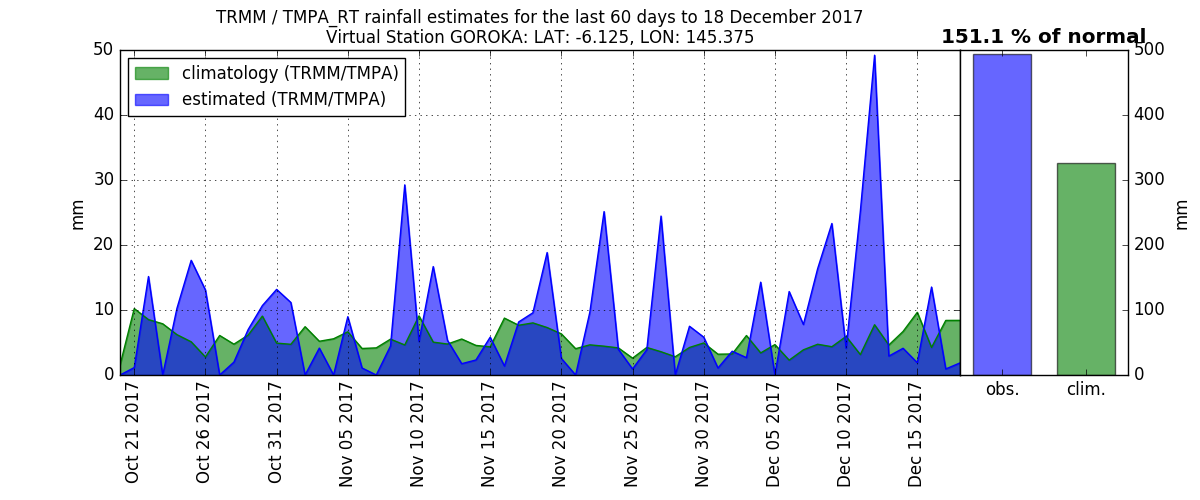 TRMM / TMPA_RT rainfall estimates for the last 60 days to 18 December 2017
Virtual Station GOROKA: LAT: -6.125, LON: 145.375
151.1 % of normal
climatology (TRMM/TMPA)
estimated (TRMM/TMPA)
50
40
30
20
10
0
mm
500
400
300
200
100
0
mm
Oct 21 2017
Oct 26 2017
Oct 31 2017
Nov 05 2017
Nov 10 2017
Nov 15 2017
Nov 20 2017
Nov 25 2017
Nov 30 2017
Dec 05 2017
Dec 10 2017
Dec 15 2017
obs.
clim.